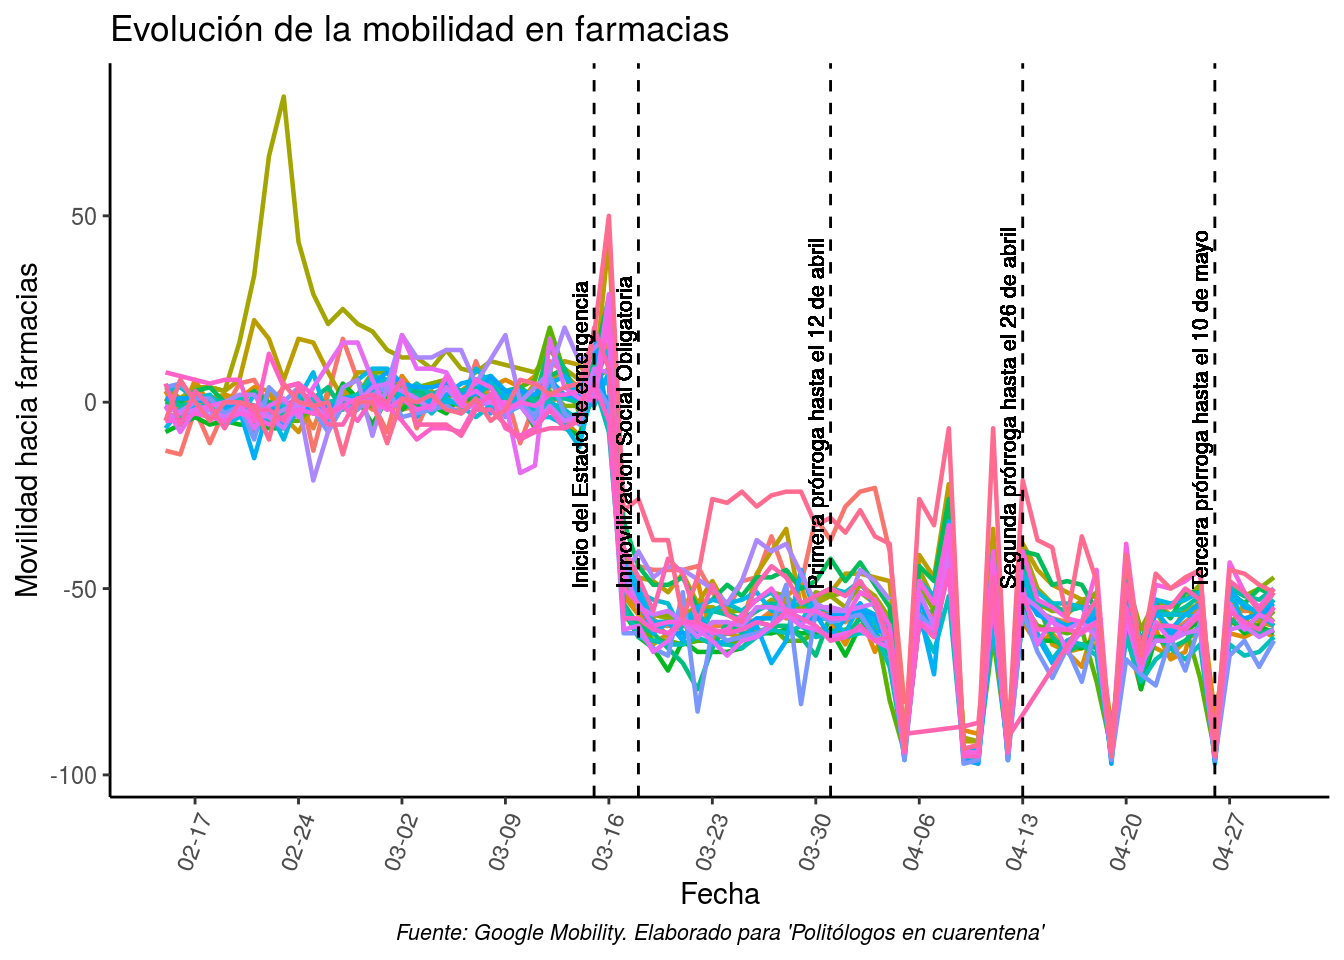 Evolución de la mobilidad en farmacias
Movilidad hacia farmacias
50
0
-50
-100
Inicio del Estado de emergencia
Inmovilizacion Social Obligatoria
Primera prórroga hasta el 12 de abril
Segunda prórroga hasta el 26 de abril
Tercera prórroga hasta el 10 de mayo
02-17
02-24
03-02
03-09
03-16
03-23
03-30
04-06
04-13
04-20
04-27
Fecha
Fuente: Google Mobility. Elaborado para 'Politólogos en cuarentena'